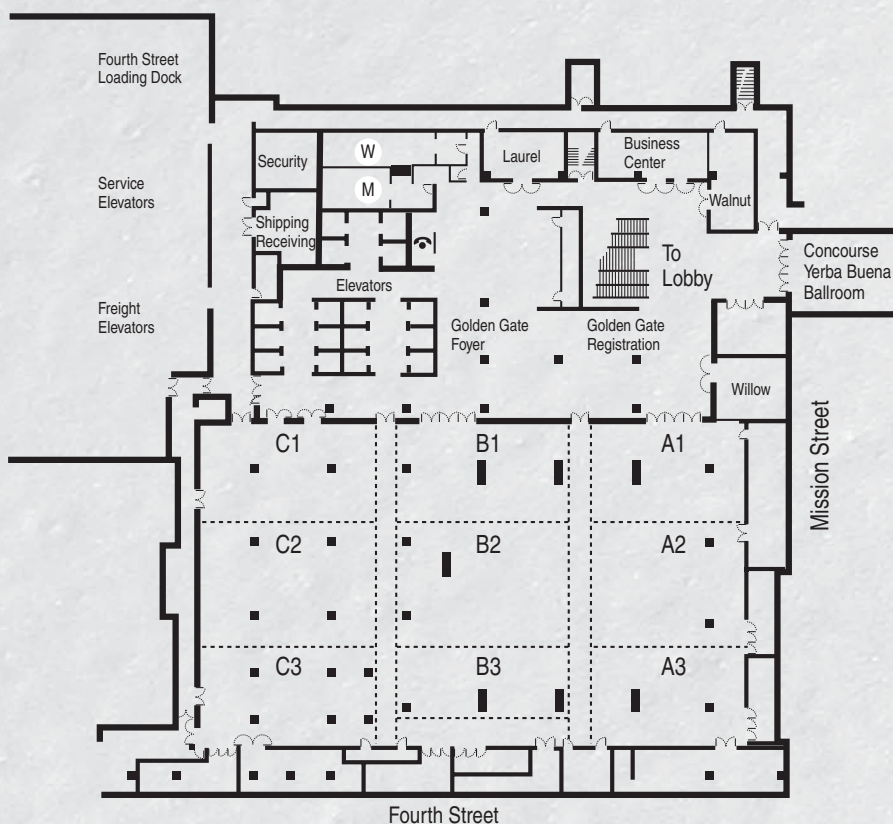 Fourth Street
Loading Dock
Security
W
M
Laurel
Business
Center
Service
Elevators
Shipping
Receiving
Walnut
To
Lobby
Concourse
Yerba Buena
Ballroom
Elevators
Freight
Elevators
Golden Gate
Foyer
Golden Gate
Registration
Willow
C1
B1
A1
Mission Street
C2
B2
A2
C3
B3
A3
Fourth Street